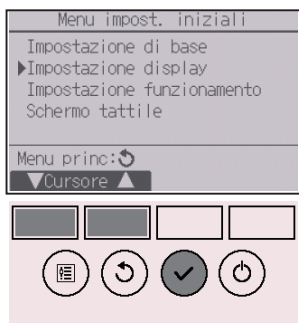 Menu impost. iniziali
Impostazione di base
▶Impostazione display
Impostazione funzionamento
Schermo tattile
Menu princ:↺
▼Cursore ▲